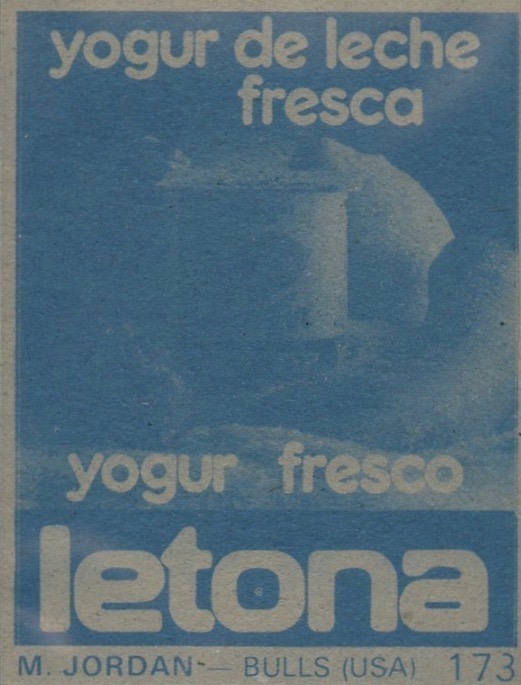 yogur de leche
fresca
yogur fresco
letona
M. JORDAN — BULLS (USA) 173